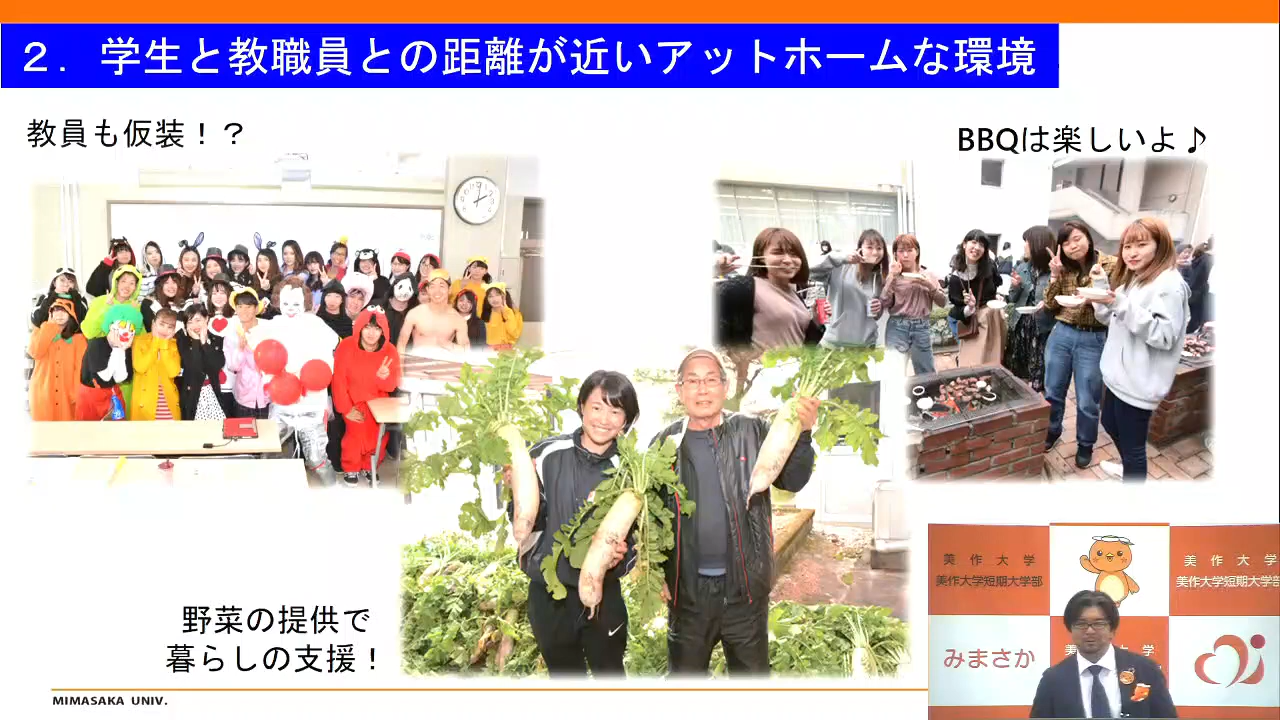 ２．学生と教職員との距離が近いアットホームな環境
教員も仮装！？
BBQは楽しいよ♪
野菜の提供で
暮らしの支援！
美作大学
美作大学短期大学部
美作大学
美作大学短期大学部
みまさか
MIMASAKA UNIV.